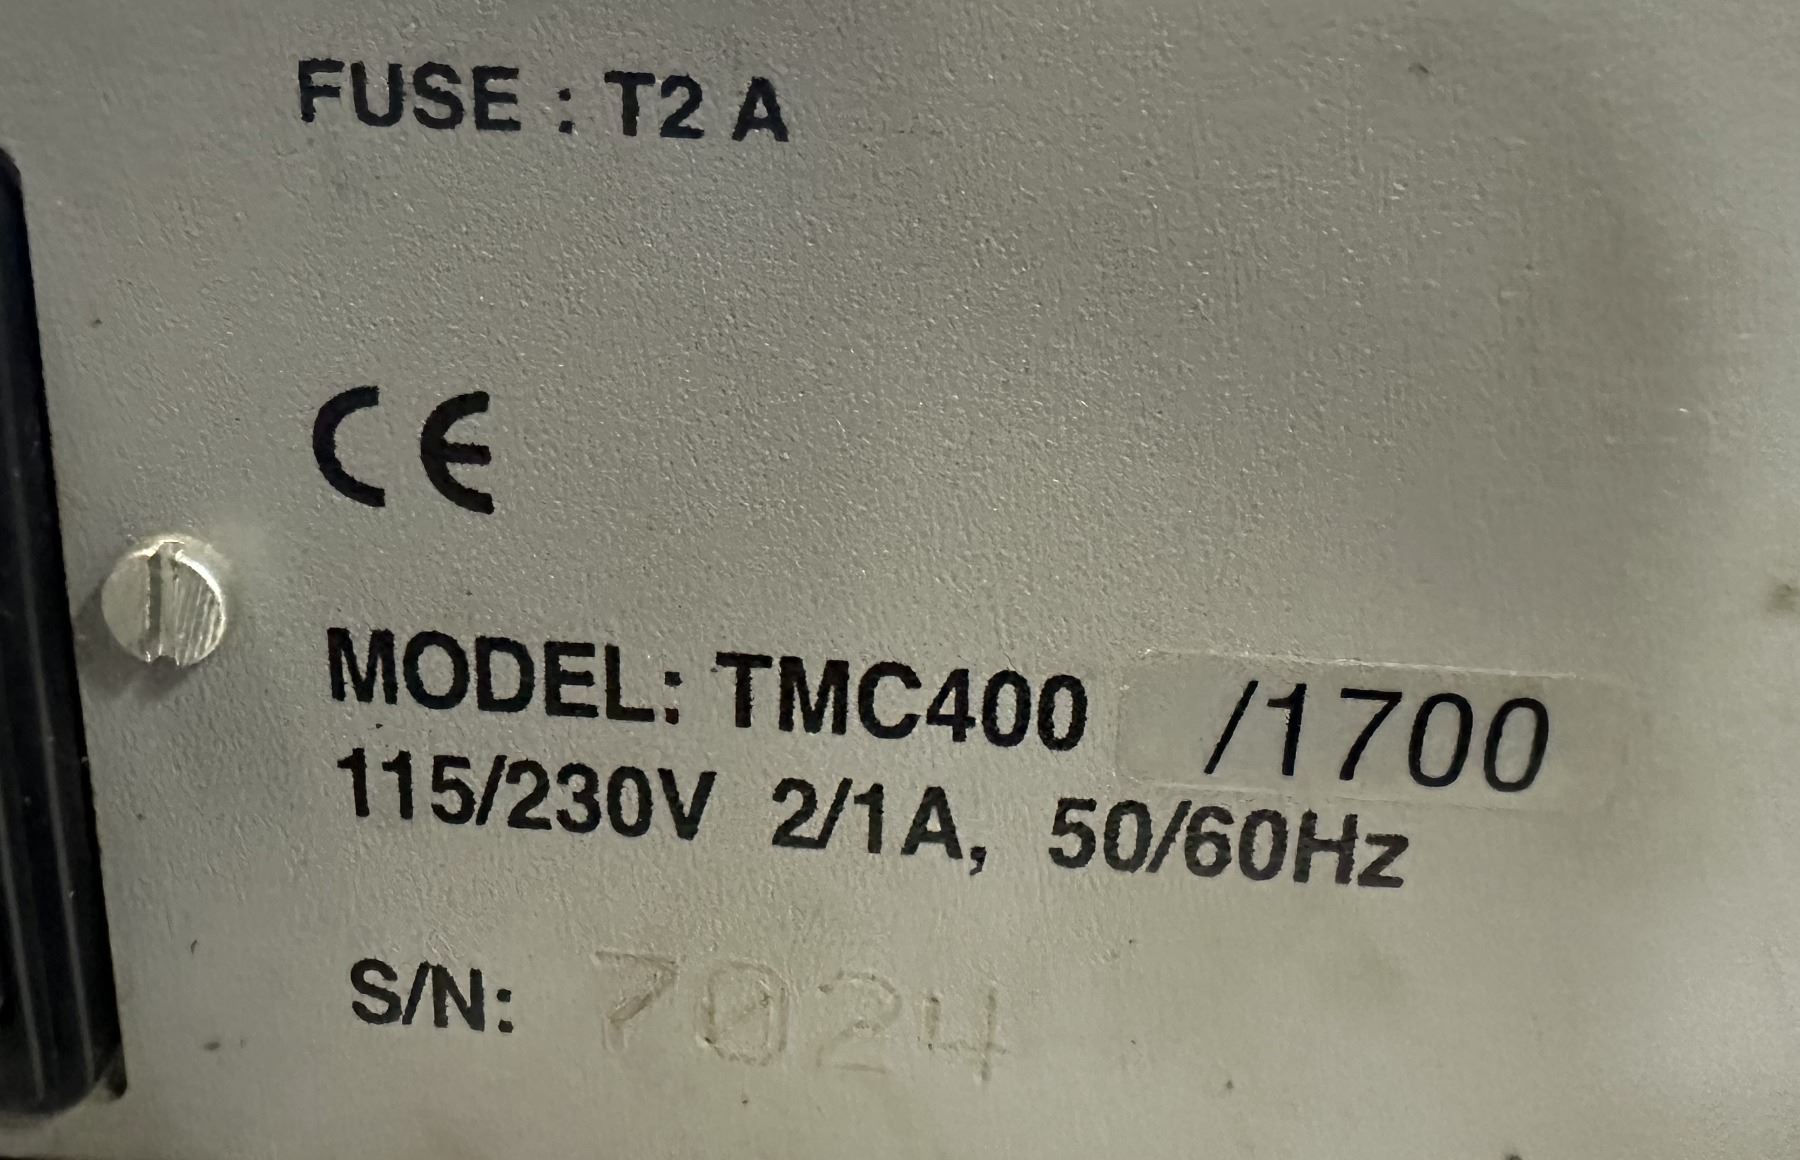 FUSE : T2 A
CE
MODEL: TMC400 /1700
115/230V 2/1A, 50/60Hz
S/N: 7024